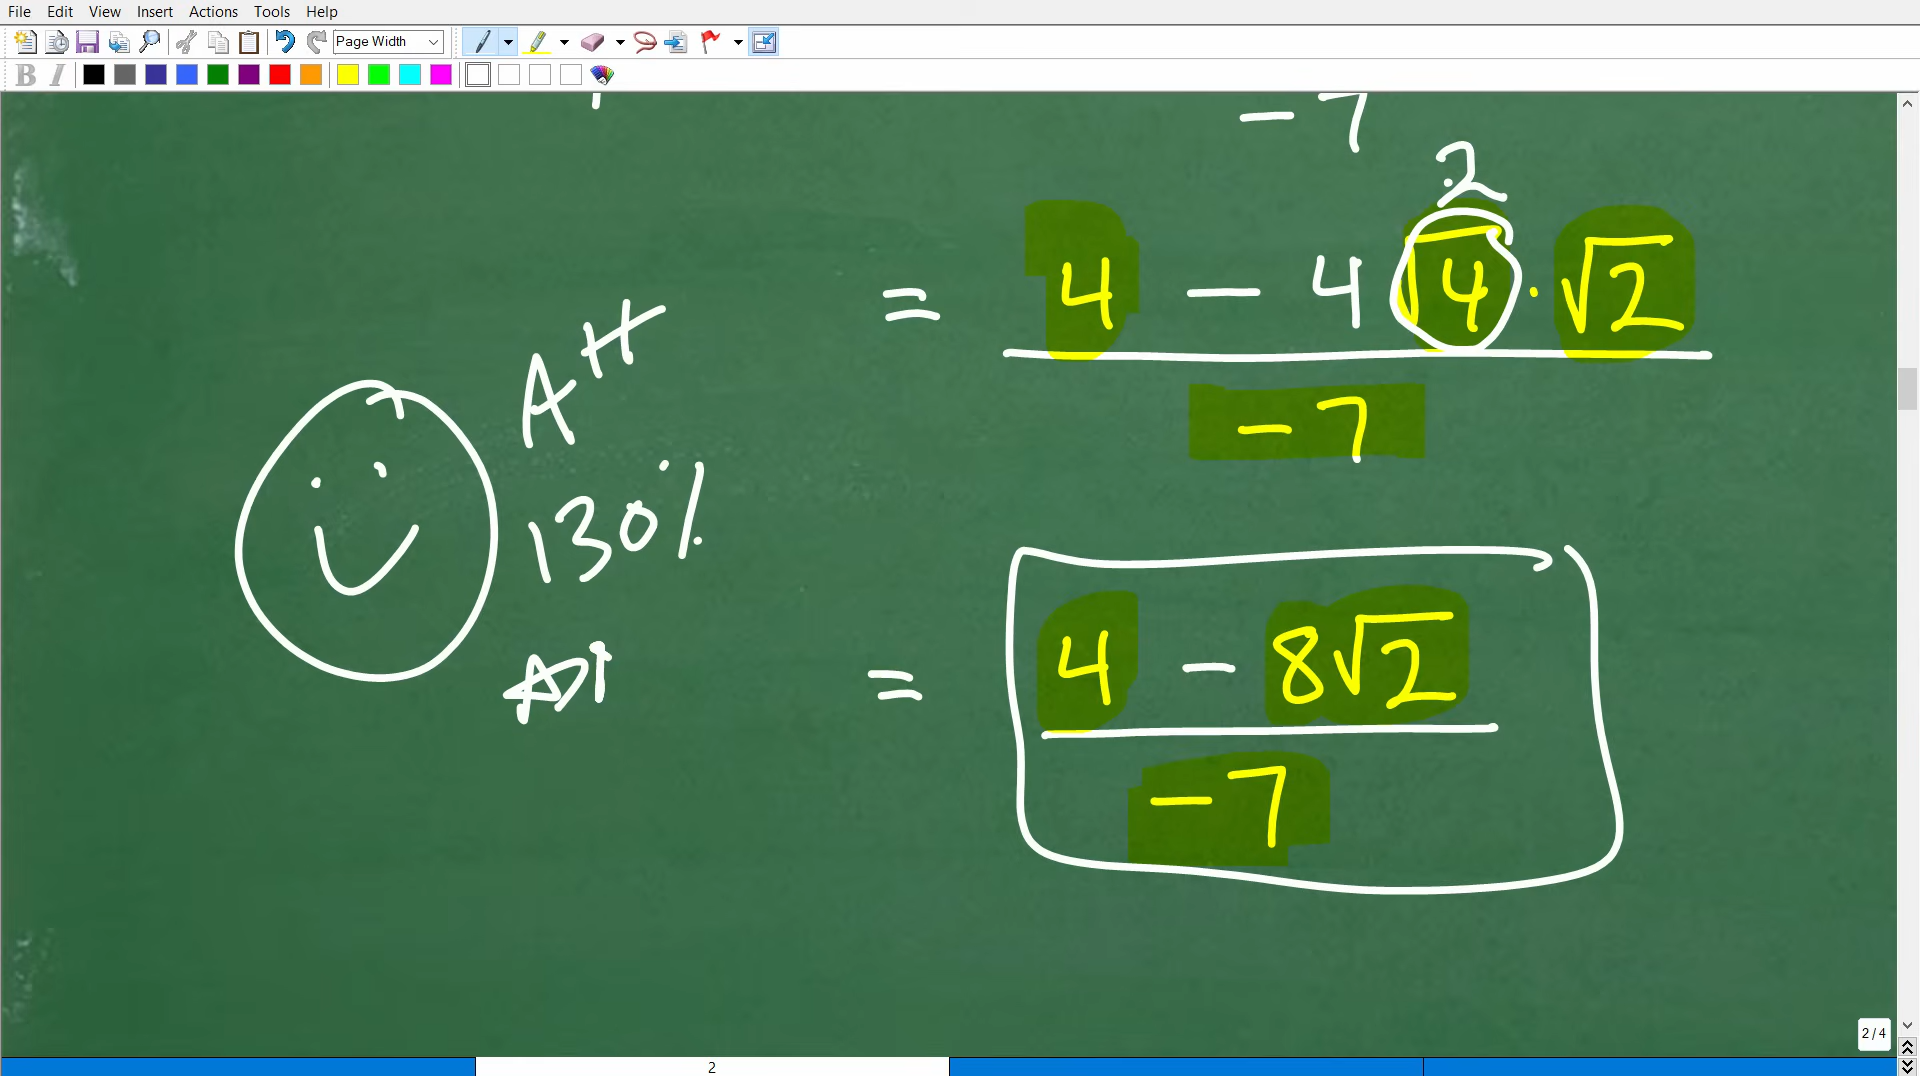 File Edit View Insert Actions Tools Help
Page Width
B I
- 7
2
= 4 - 4 √4 · √2
- 7
A++
130%
= 4 - 8√2
- 7
2 / 4
2